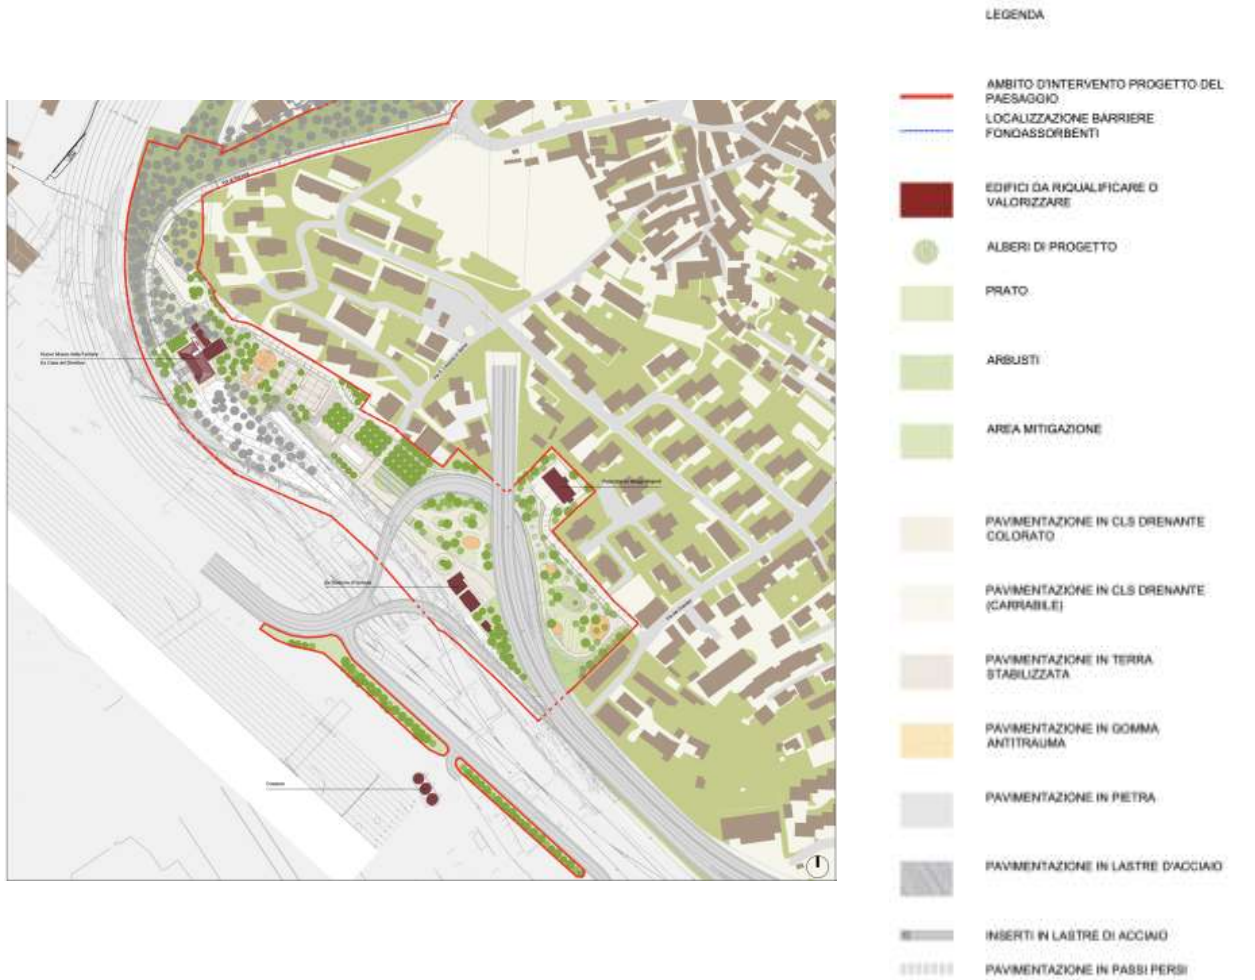 LEGENDA
AMBITO D'INTERVENTO PROGETTO DEL
PAESAGGIO
LOCALIZZAZIONE BARRIERE
FONOASSORBENTI
EDIFICI DA RIQUALIFICARE O
VALORIZZARE
ALBERI DI PROGETTO
PRATO
ARBUSTI
AREA MITIGAZIONE
PAVIMENTAZIONE IN CLS DRENANTE
COLORATO
PAVIMENTAZIONE IN CLS DRENANTE
(CARRABILE)
PAVIMENTAZIONE IN TERRA
STABILIZZATA
PAVIMENTAZIONE IN GOMMA
ANTITRAUMA
PAVIMENTAZIONE IN PIETRA
PAVIMENTAZIONE IN LASTRE D'ACCIAIO
INSERTI IN LASTRE DI ACCIAIO
PAVIMENTAZIONE IN PASSI PERSI